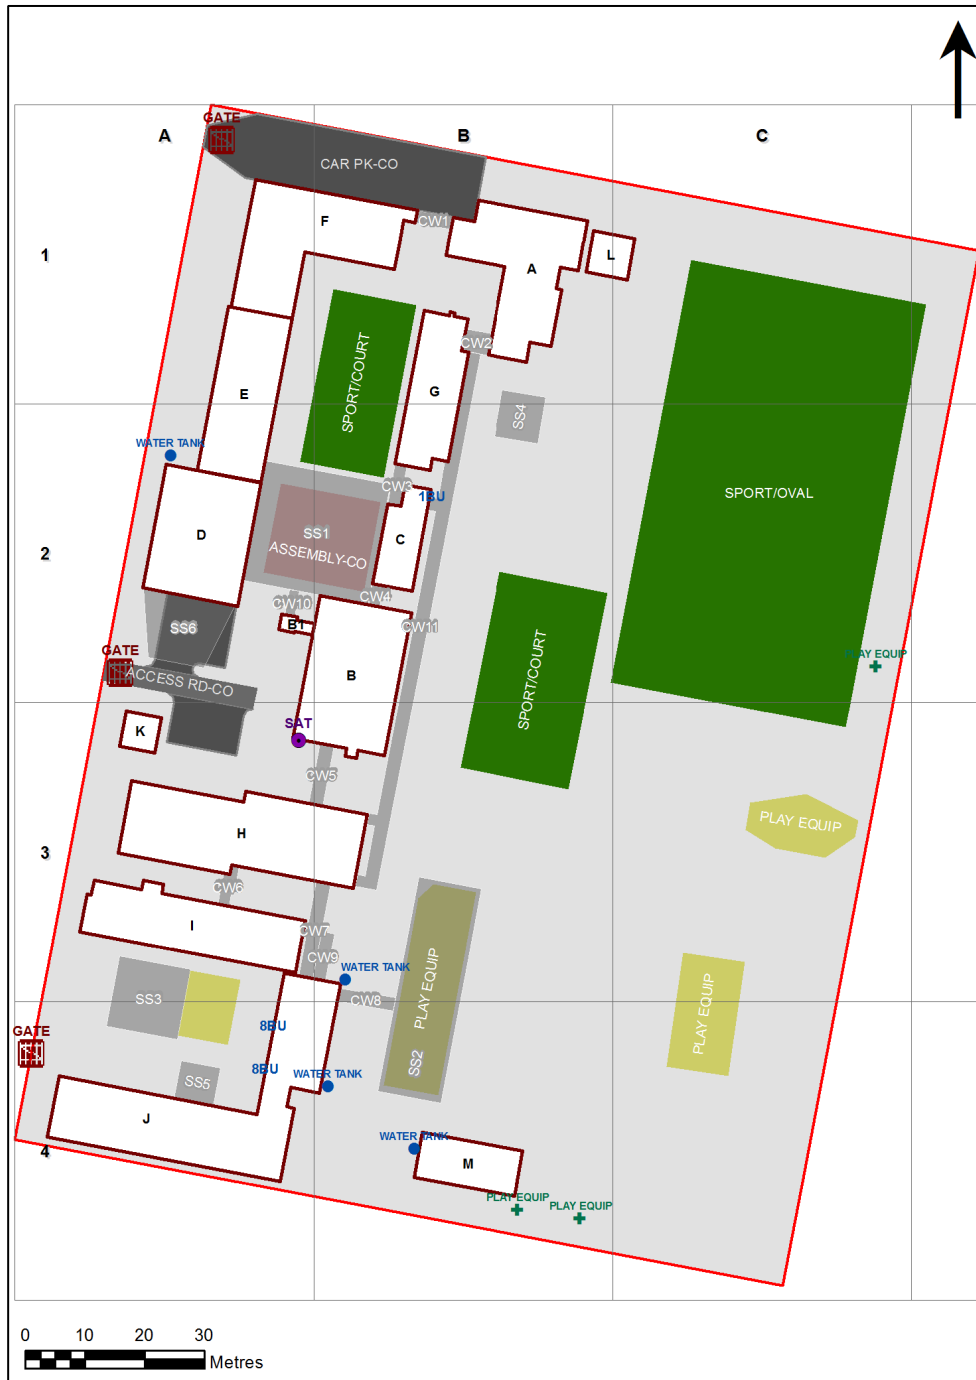 GATE
A
B
C
CAR PK-CO
F
CW1
1
L
A
SPORT/COURT
CW2
G
E
SS4
WATER TANK
CW3
1BU
SPORT/OVAL
SS1
D
C
2
ASSEMBLY-CO
CW10
CW4
B1
SS6
CW11
GATE
PLAY EQUIP
B
SPORT/COURT
ACCESS RD-CO
SAT
K
CW5
PLAY EQUIP
H
3
CW6
I
CW7
CW9
WATER TANK
PLAY EQUIP
SS3
CW8
PLAY EQUIP
8BU
GATE
SS2
8BU
WATER TANK
SS5
J
WATER TANK
4
M
PLAY EQUIP
PLAY EQUIP
0 10 20 30
Metres